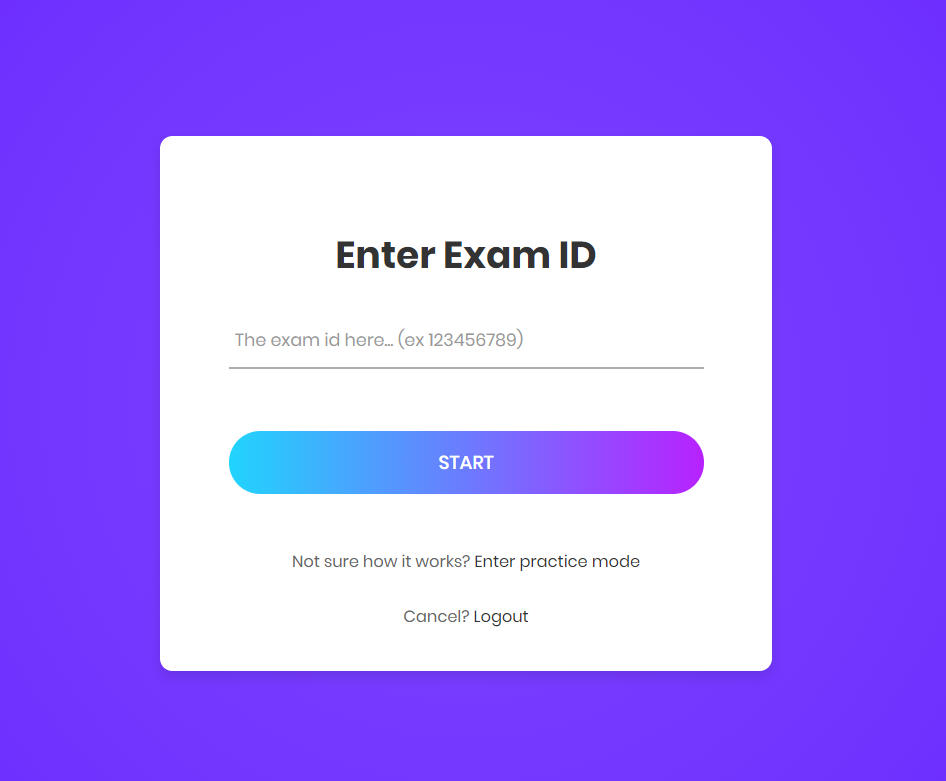 Enter Exam ID
The exam id here... (ex 123456789)
START
Not sure how it works? Enter practice mode
Cancel? Logout